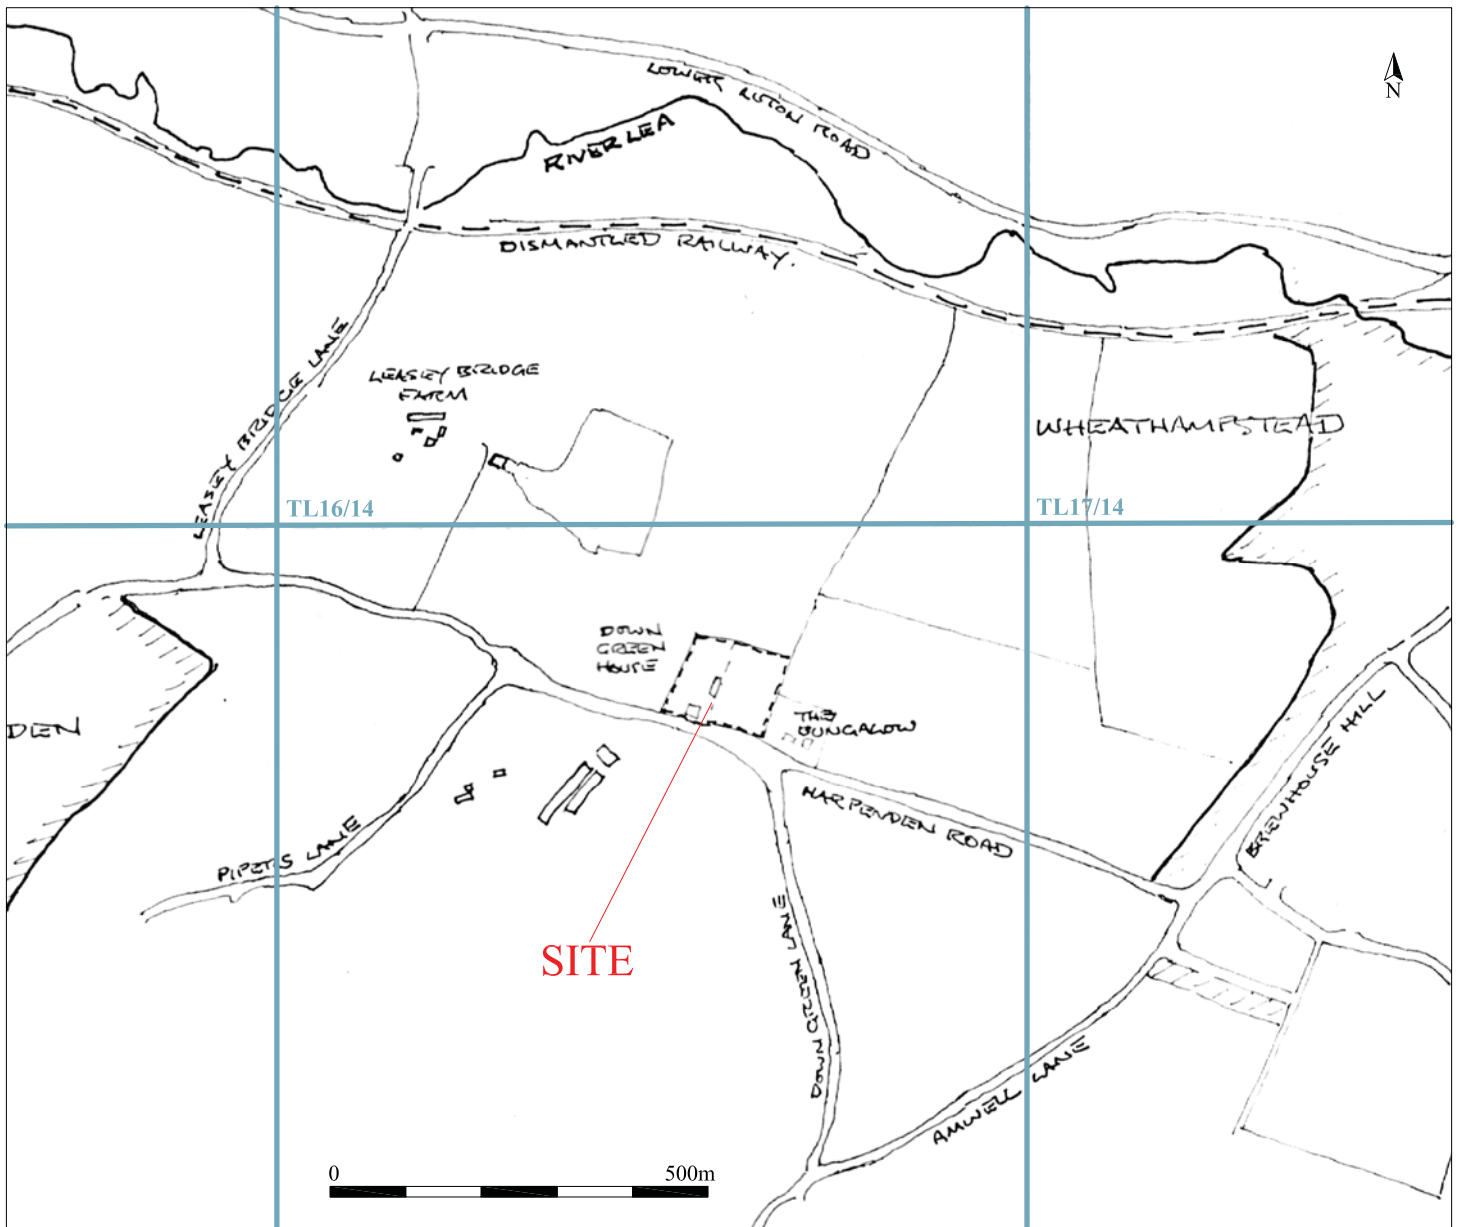 LOWER LUTON ROAD
N
RIVER LEA
DISMANTLED RAILWAY.
LEASEY BRIDGE LANE
LEASEY BRIDGE
FARM
WHEATHAMPSTEAD
TL16/14
TL17/14
DOWN
GREEN
HOUSE
DEN
THE
BUNGALOW
BREWHOUSE HILL
HARPENDEN ROAD
PIPERS LANE
DOWN GREEN LANE
SITE
AMWELL LANE
0
500m